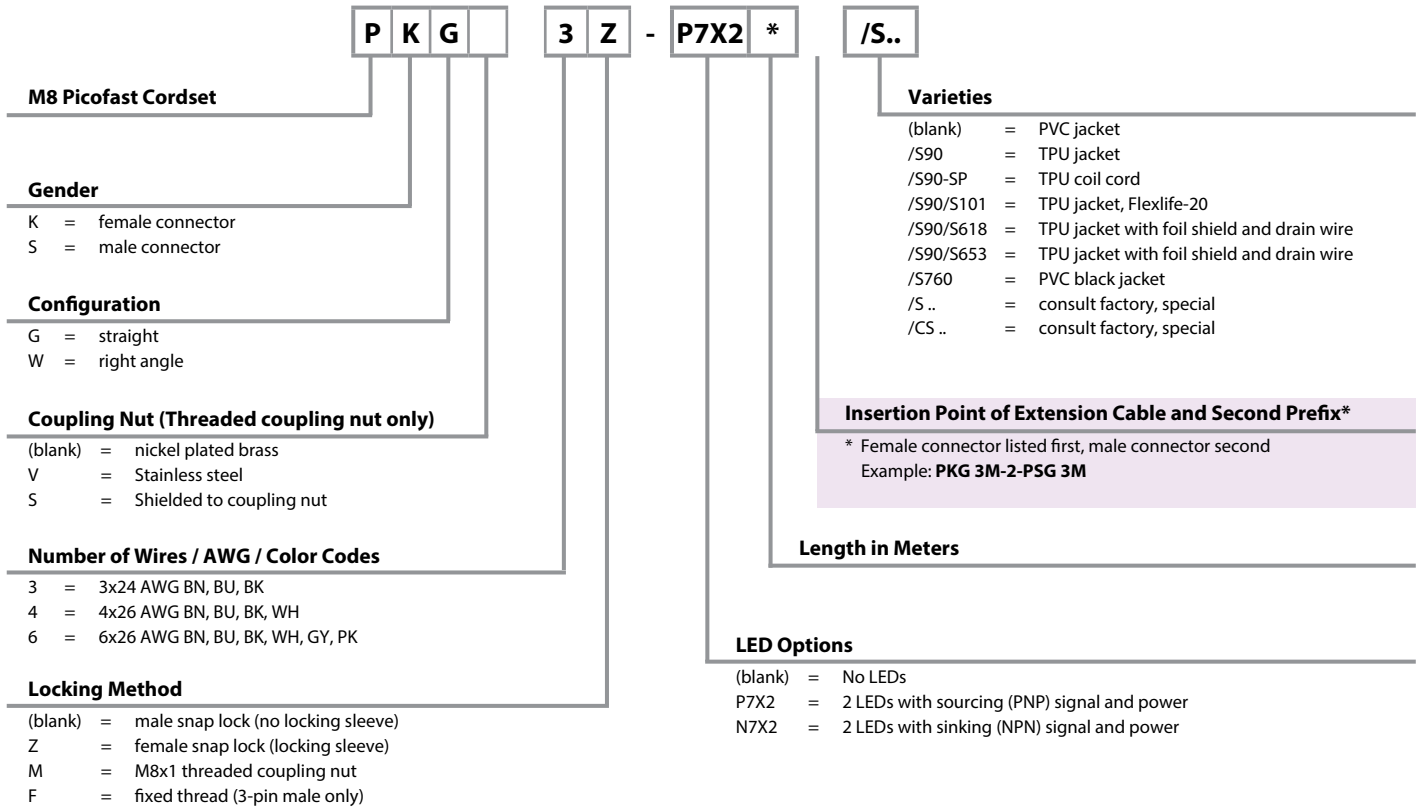 P K G 3 Z - P7X2 * /S..
M8 Picofast Cordset
Gender
K = female connector
S = male connector
Configuration
G = straight
W = right angle
Coupling Nut (Threaded coupling nut only)
(blank) = nickel plated brass
V = Stainless steel
S = Shielded to coupling nut
Number of Wires / AWG / Color Codes
3 = 3x24 AWG BN, BU, BK
4 = 4x26 AWG BN, BU, BK, WH
6 = 6x26 AWG BN, BU, BK, WH, GY, PK
Locking Method
(blank) = male snap lock (no locking sleeve)
Z = female snap lock (locking sleeve)
M = M8x1 threaded coupling nut
F = fixed thread (3-pin male only)
Varieties
(blank) = PVC jacket
/S90 = TPU jacket
/S90-SP = TPU coil cord
/S90/S101 = TPU jacket, Flexlife-20
/S90/S618 = TPU jacket with foil shield and drain wire
/S90/S653 = TPU jacket with foil shield and drain wire
/S760 = PVC black jacket
/S .. = consult factory, special
/CS .. = consult factory, special
Insertion Point of Extension Cable and Second Prefix*
* Female connector listed first, male connector second
Example: PKG 3M-2-PSG 3M
Length in Meters
LED Options
(blank) = No LEDs
P7X2 = 2 LEDs with sourcing (PNP) signal and power
N7X2 = 2 LEDs with sinking (NPN) signal and power